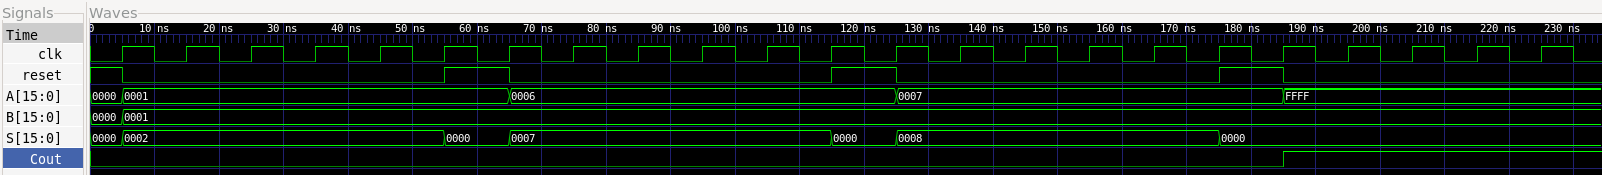 Signals Waves
Time 0 10 ns 20 ns 30 ns 40 ns 50 ns 60 ns 70 ns 80 ns 90 ns 100 ns 110 ns 120 ns 130 ns 140 ns 150 ns 160 ns 170 ns 180 ns 190 ns 200 ns 210 ns 220 ns 230 ns
clk
reset
A[15:0] 0000 0001 0006 0007 FFFF
B[15:0] 0000 0001
S[15:0] 0000 0002 0000 0007 0000 0008 0000
Cout